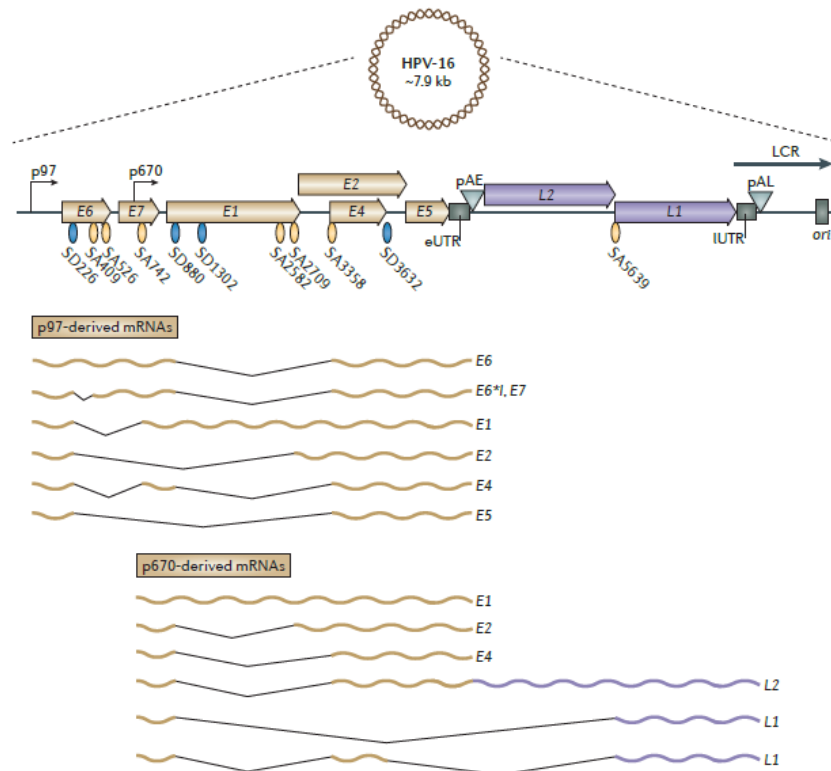 HPV-16
~7.9 kb
LCR
p97
p670
E2
pAE
L2
pAL
E6
E7
E1
E4
E5
L1
eUTR
lUTR
ori
SD226
SA409
SA526
SA742
SD880
SD1302
SA2582
SA2709
SA3358
SD3632
SA5639
p97-derived mRNAs
E6
E6*I, E7
E1
E2
E4
E5
p670-derived mRNAs
E1
E2
E4
L2
L1
L1